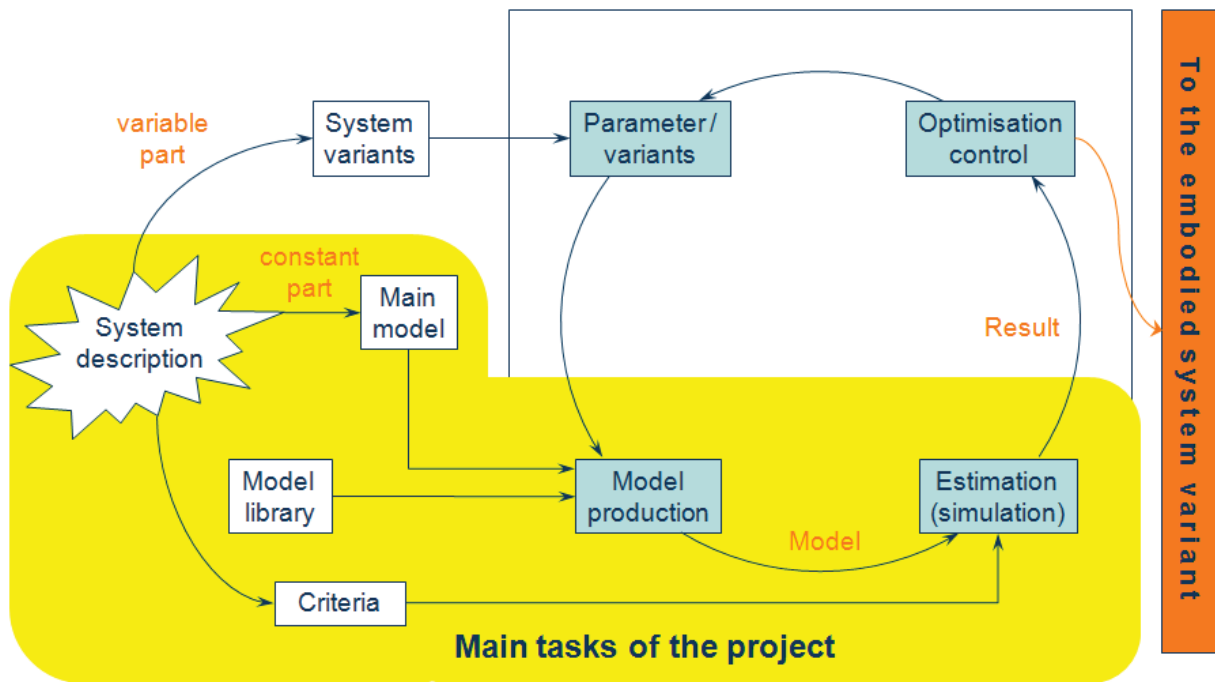 variable
part
System
variants
Parameter/
variants
Optimisation
control
To the embodied system variant
constant
part
System
description
Main
model
Result
Model
library
Model
production
Estimation
(simulation)
Model
Criteria
Main tasks of the project